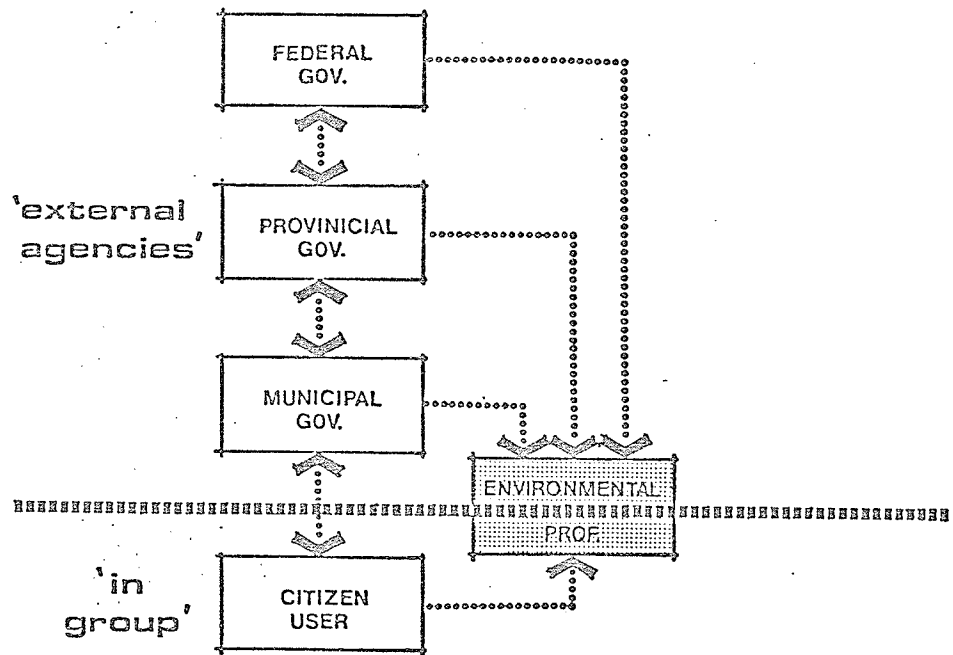 FEDERAL
GOV.
'external
agencies'
PROVINICIAL
GOV.
MUNICIPAL
GOV.
ENVIRONMENTAL
PROF.
'in
group'
CITIZEN
USER